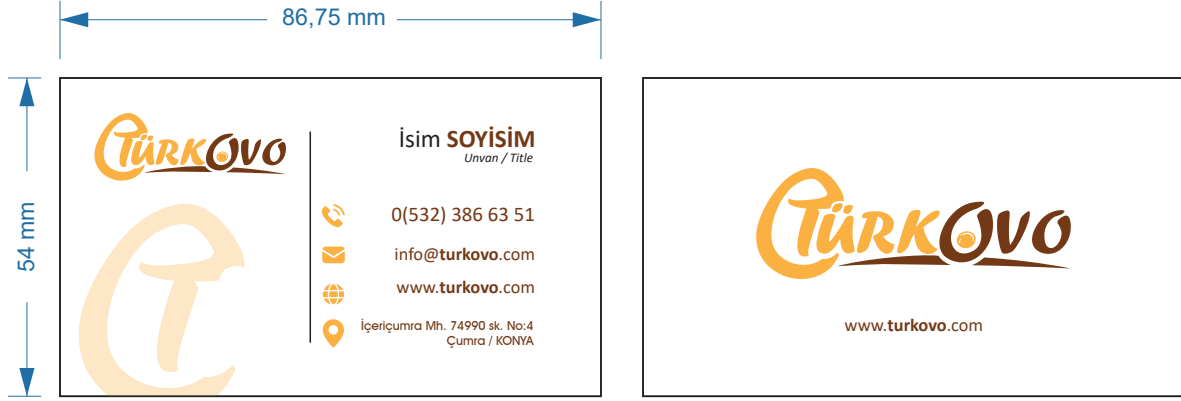 86,75 mm
54 mm
TÜRKOVO
İsim SOYİSİM
Unvan / Title
0(532) 386 63 51
info@turkovo.com
www.turkovo.com
İçeriçumra Mh. 74990 sk. No:4
Çumra / KONYA
TÜRKOVO
www.turkovo.com